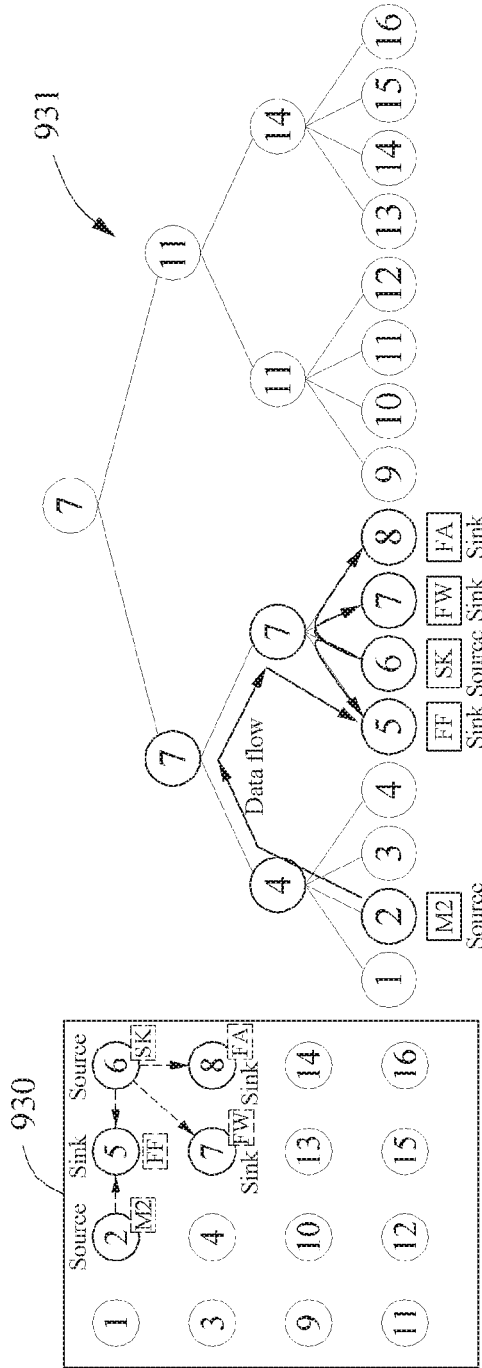 930
Source Sink Source
1 2 5 6
M2 FF SK
3 4 7 8
FW FA
Sink Sink
9 10 13 14
11 12 15 16
931
7
7 11
Data flow
4 7 11 14
1 2 3 4 5 6 7 8 9 10 11 12 13 14 15 16
M2 FF SK FW FA
Source Sink Source Sink Sink